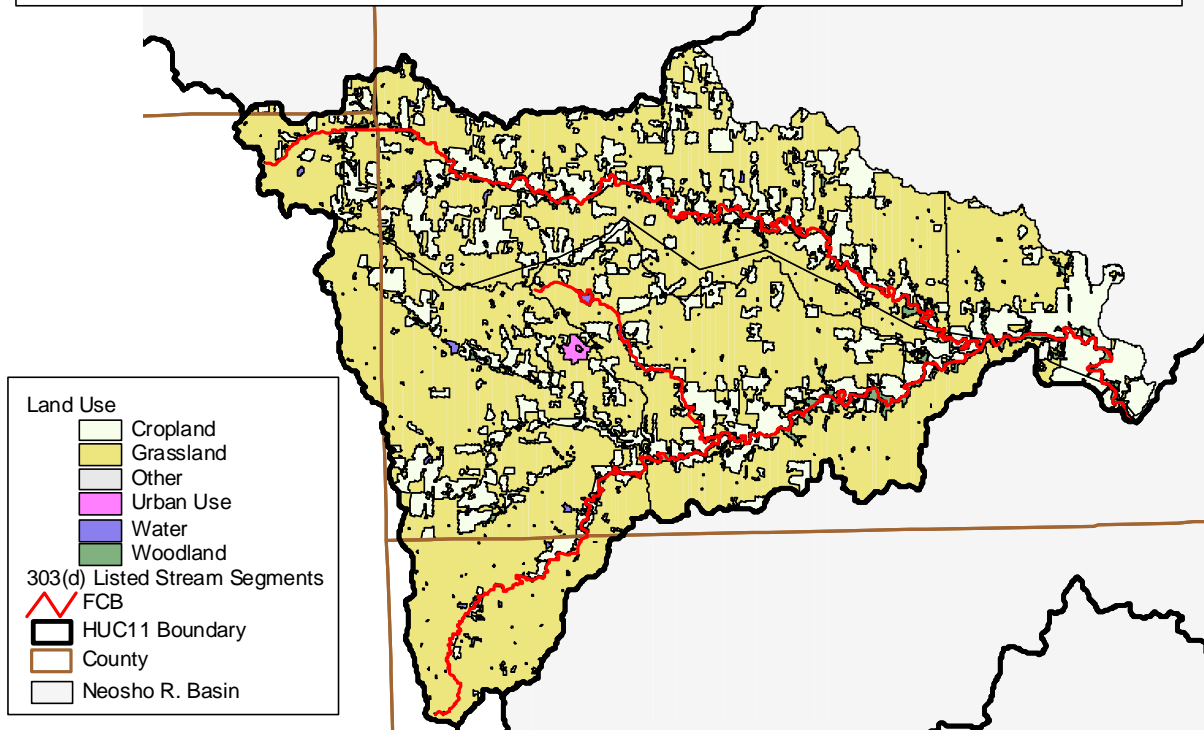 Land Use
Cropland
Grassland
Other
Urban Use
Water
Woodland
303(d) Listed Stream Segments
FCB
HUC11 Boundary
County
Neosho R. Basin